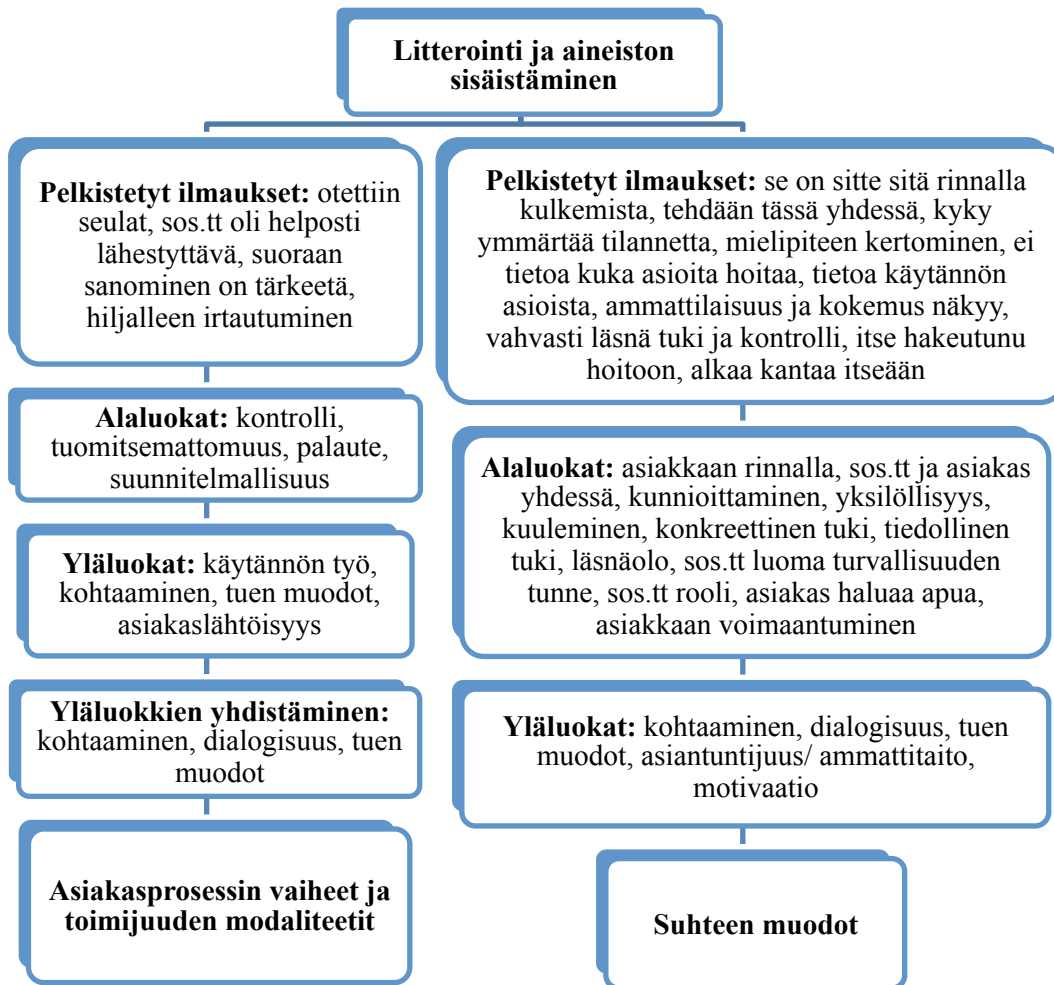 Litterointi ja aineiston
sisäistäminen
Pelkistetyt ilmaukset: otettiin
seulat, sos.tt oli helposti
lähestyttävä, suoraan
sanominen on tärkeetä,
hiljalleen irtautuminen
Alaluokat: kontrolli,
tuomitsemattomuus, palaute,
suunnitelmallisuus
Yläluokat: käytännön työ,
kohtaaminen, tuen muodot,
asiakaslähtöisyys
Yläluokkien yhdistäminen:
kohtaaminen, dialogisuus, tuen
muodot
Asiakasprosessin vaiheet ja
toimijuuden modaliteetit
Pelkistetyt ilmaukset: se on sitte sitä rinnalla
kulkemista, tehdään tässä yhdessä, kyky
ymmärtää tilannetta, mielipiteen kertominen, ei
tietoa kuka asioita hoitaa, tietoa käytännön
asioista, ammattilaisuus ja kokemus näkyy,
vahvasti läsnä tuki ja kontrolli, itse hakeutunu
hoitoon, alkaa kantaa itseään
Alaluokat: asiakkaan rinnalla, sos.tt ja asiakas
yhdessä, kunnioittaminen, yksilöllisyys,
kuuleminen, konkreettinen tuki, tiedollinen
tuki, läsnäolo, sos.tt luoma turvallisuuden
tunne, sos.tt rooli, asiakas haluaa apua,
asiakkaan voimaantuminen
Yläluokat: kohtaaminen, dialogisuus, tuen
muodot, asiantuntijuus/ ammattitaito,
motivaatio
Suhteen muodot